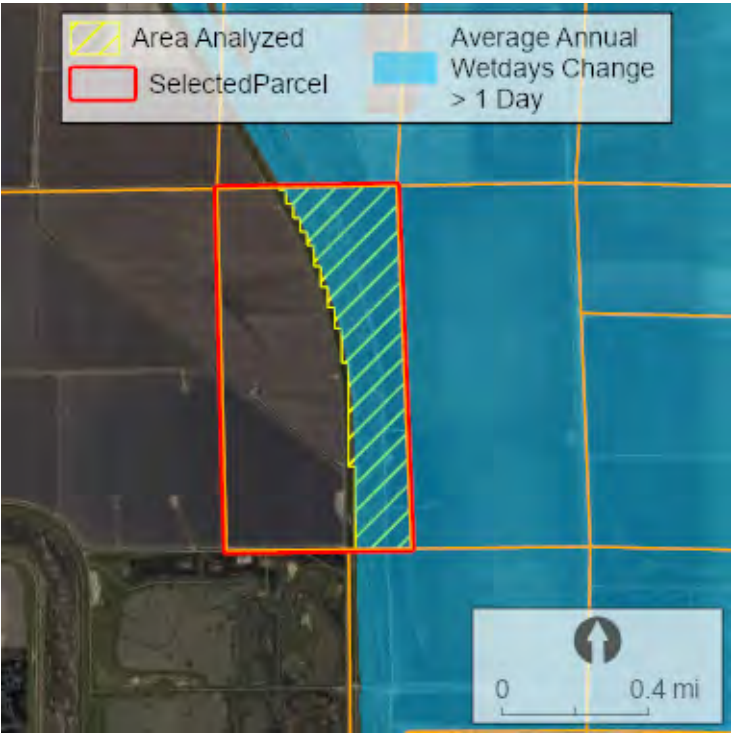 Area Analyzed
SelectedParcel
Average Annual
Wetdays Change
> 1 Day
0 0.4 mi